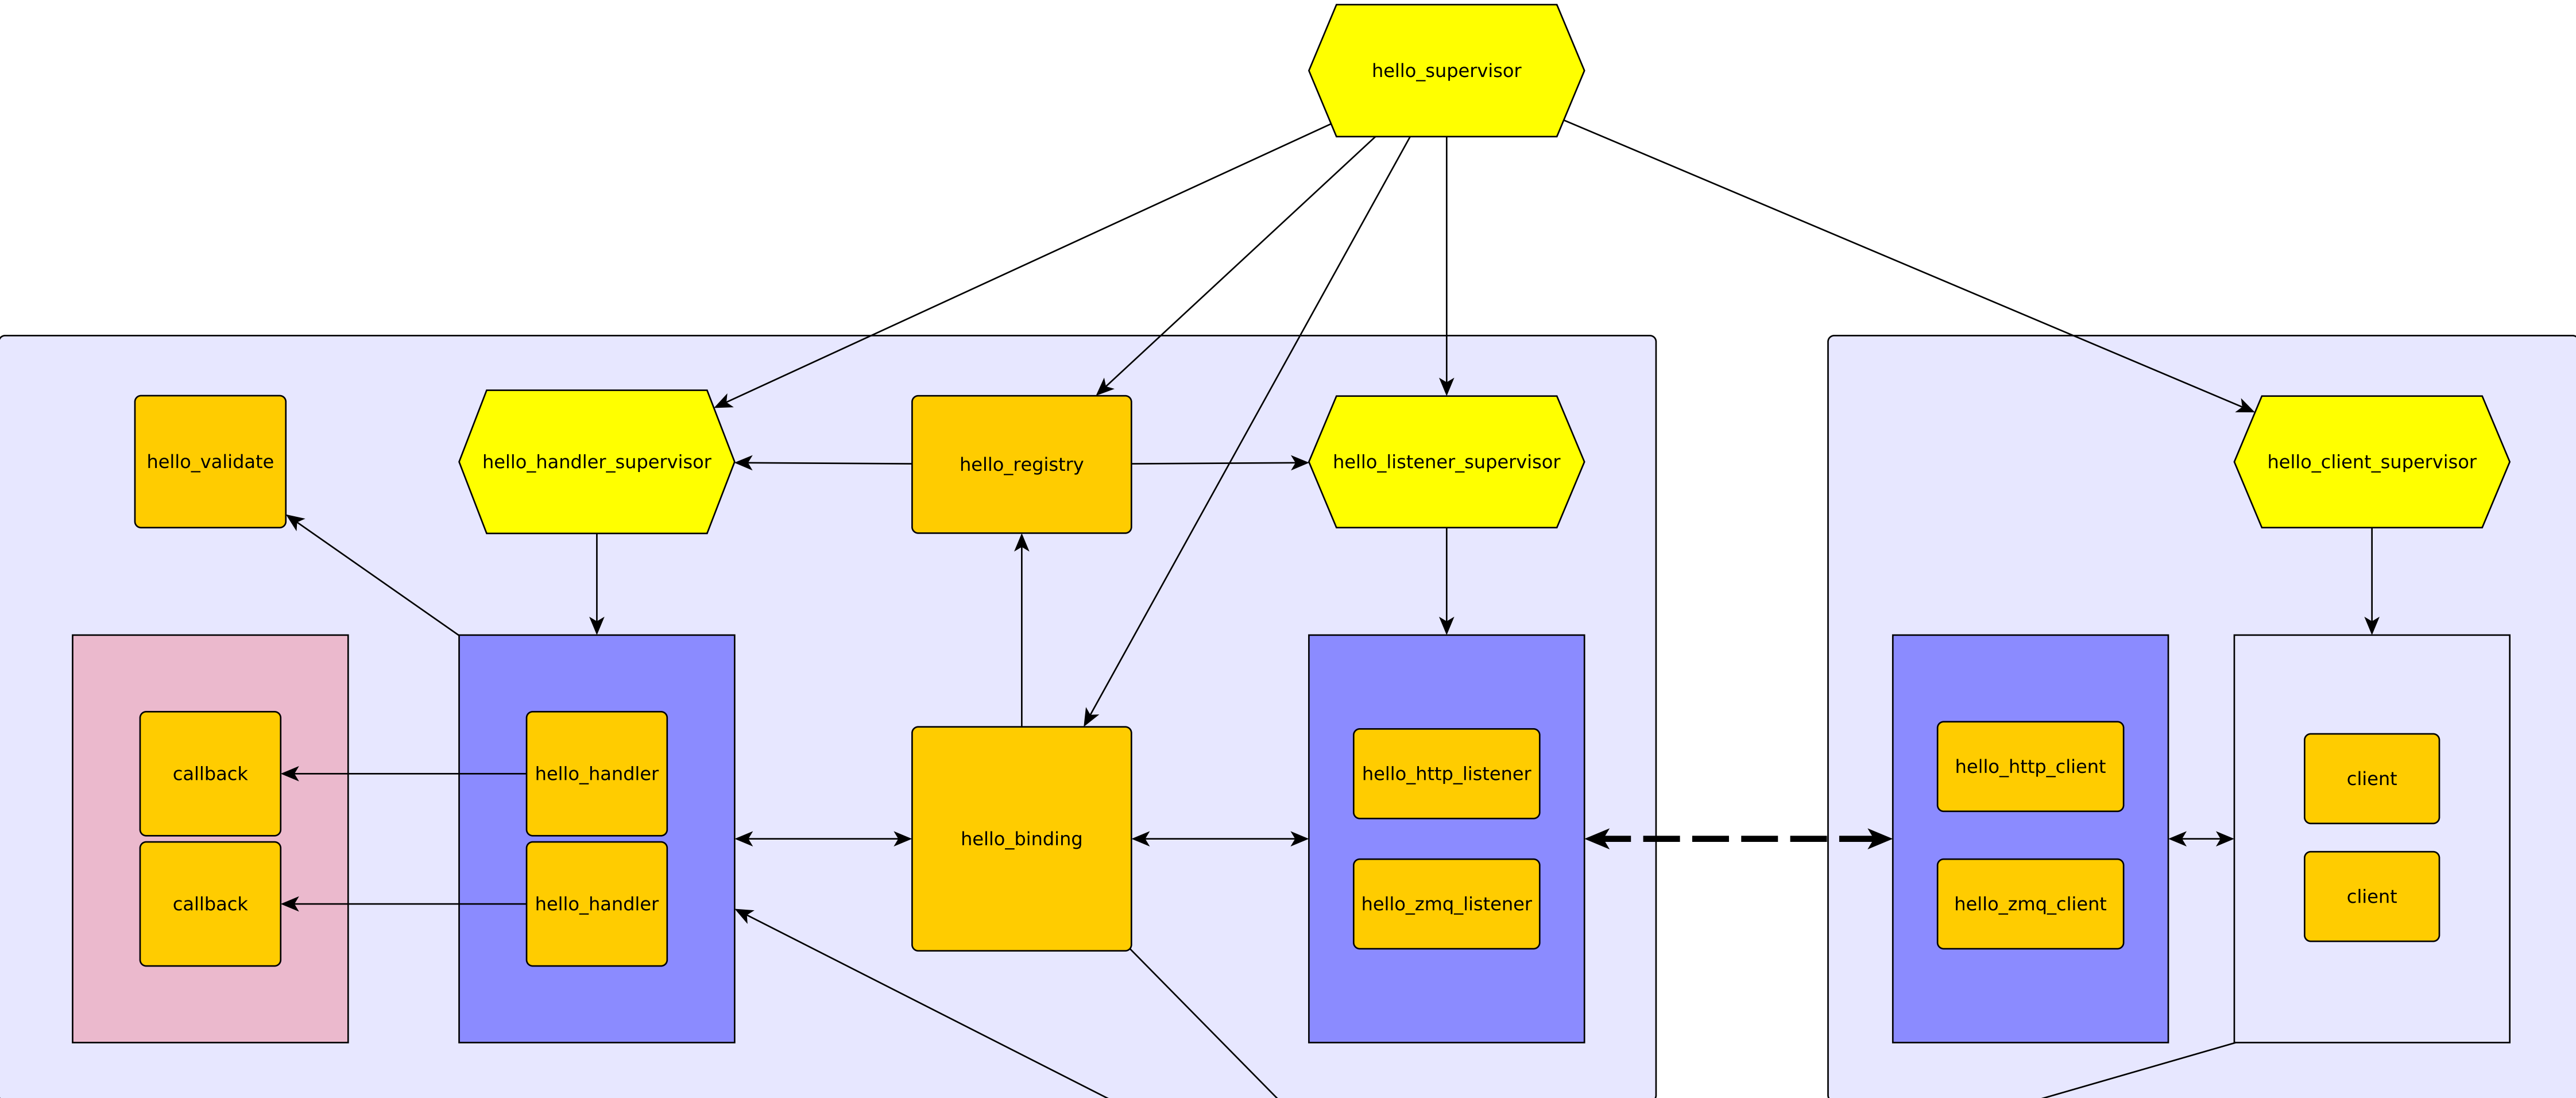 hello_supervisor
hello_validate
hello_handler_supervisor
hello_registry
hello_listener_supervisor
hello_client_supervisor
callback
hello_handler
hello_http_listener
hello_http_client
client
hello_binding
callback
hello_handler
hello_zmq_listener
hello_zmq_client
client